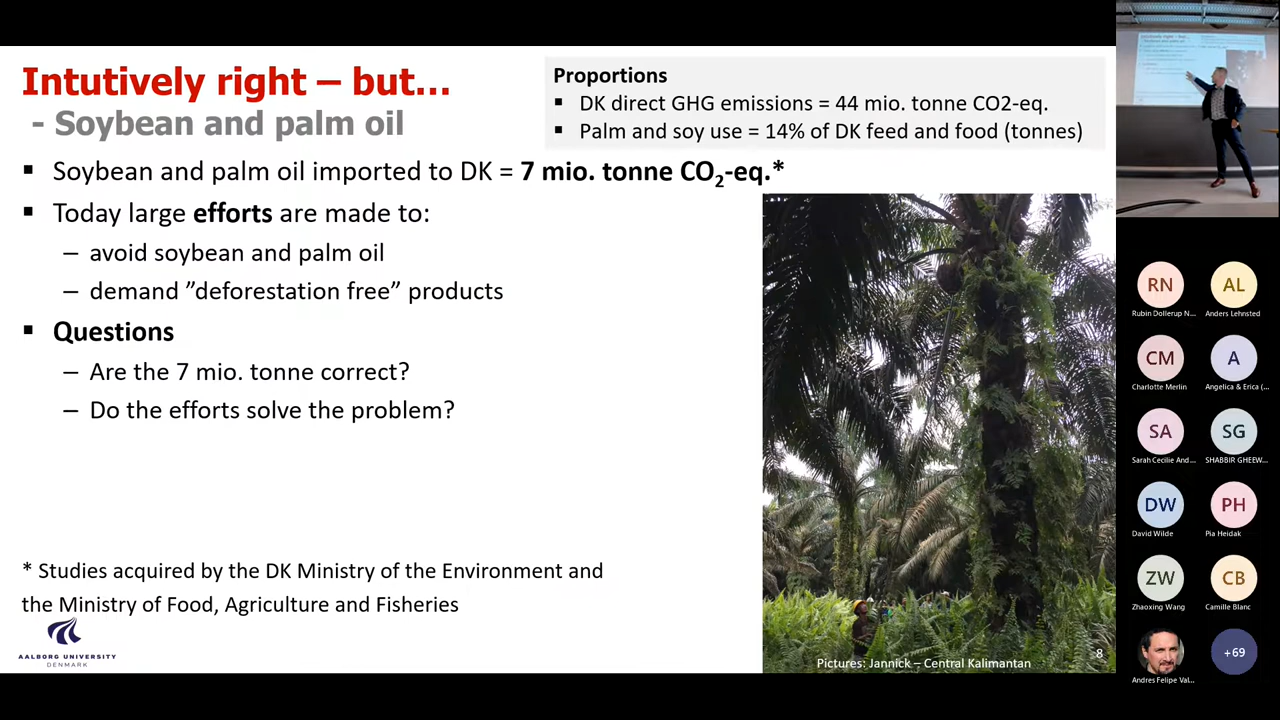 Intutively right – but...
- Soybean and palm oil
Proportions
▪ DK direct GHG emissions = 44 mio. tonne CO2-eq.
▪ Palm and soy use = 14% of DK feed and food (tonnes)
▪ Soybean and palm oil imported to DK = 7 mio. tonne CO₂-eq.*
▪ Today large efforts are made to:
– avoid soybean and palm oil
– demand ”deforestation free” products
▪ Questions
– Are the 7 mio. tonne correct?
– Do the efforts solve the problem?
* Studies acquired by the DK Ministry of the Environment and
the Ministry of Food, Agriculture and Fisheries
AALBORG UNIVERSITY
DENMARK
Pictures: Jannick – Central Kalimantan
8
RN
Rubin Dollerup N...
AL
Anders Lehnsted
CM
Charlotte Merlin
A
Angelica & Erica (...
SA
Sarah Cecilie And...
SG
SHABBIR GHEEW...
DW
David Wilde
PH
Pia Heidak
ZW
Zhaoxing Wang
CB
Camille Blanc
Andres Felipe Val...
+69